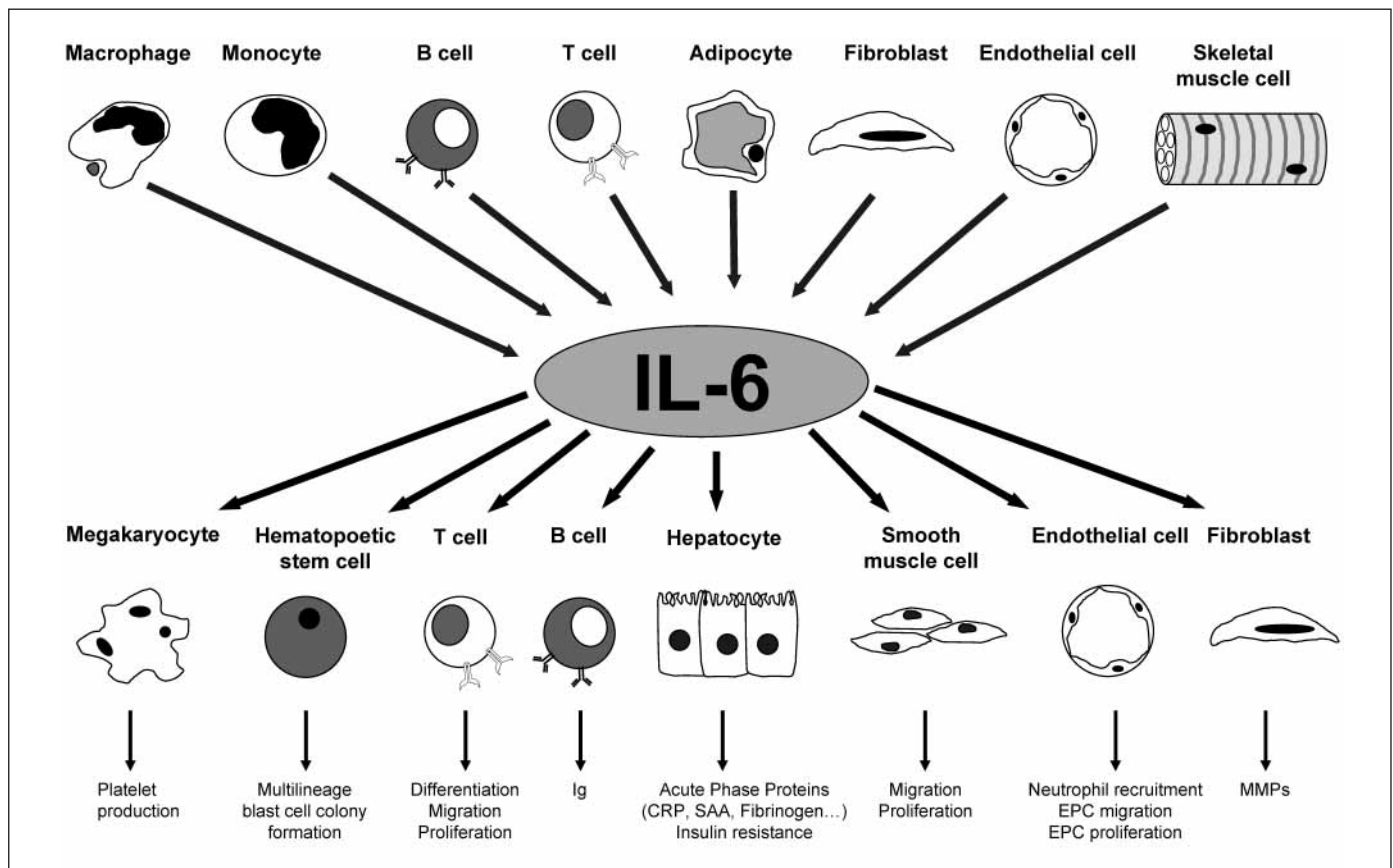 Macrophage
Monocyte
B cell
T cell
Adipocyte
Fibroblast
Endothelial cell
Skeletal
muscle cell
IL-6
Megakaryocyte
Hematopoetic
stem cell
T cell
B cell
Hepatocyte
Smooth
muscle cell
Endothelial cell
Fibroblast
Platelet
production
Multilineage
blast cell colony
formation
Differentiation
Migration
Proliferation
Ig
Acute Phase Proteins
(CRP, SAA, Fibrinogen…)
Insulin resistance
Migration
Proliferation
Neutrophil recruitment
EPC migration
EPC proliferation
MMPs